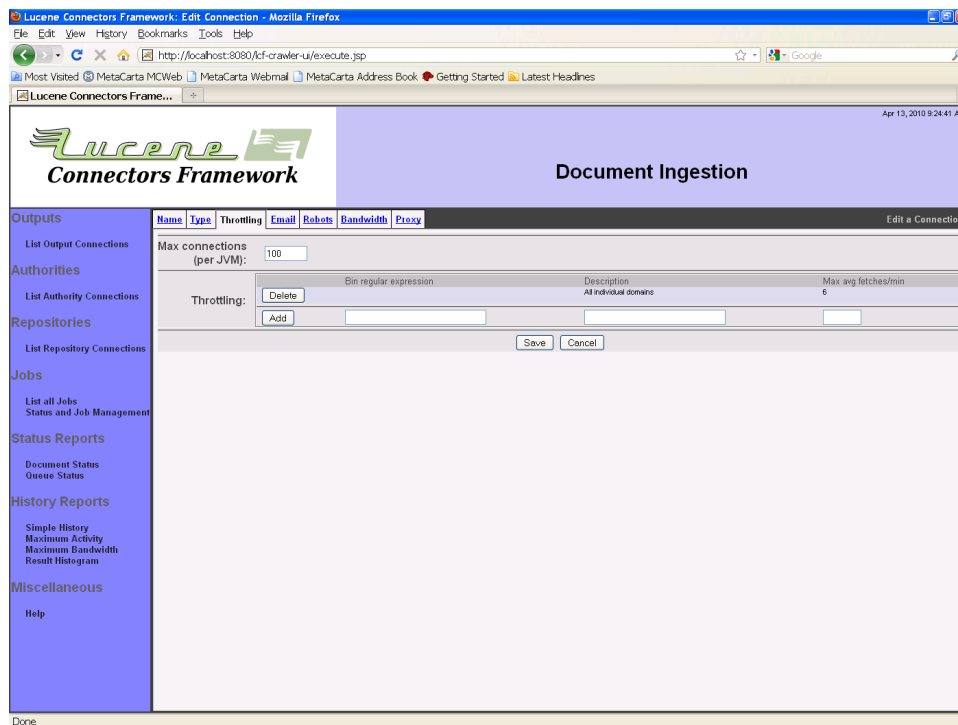 Lucene Connectors Framework: Edit Connection - Mozilla Firefox
File Edit View History Bookmarks Tools Help
http://localhost:8080/lcf-crawler-ui/execute.jsp
Google
Most Visited MetaCarta MCWeb MetaCarta Webmail MetaCarta Address Book Getting Started Latest Headlines
Lucene Connectors Frame...
Apr 13, 2010 9:24:41 A
Lucene
Connectors Framework
Document Ingestion
Outputs
List Output Connections
Authorities
List Authority Connections
Repositories
List Repository Connections
Jobs
List all Jobs
Status and Job Management
Status Reports
Document Status
Queue Status
History Reports
Simple History
Maximum Activity
Maximum Bandwidth
Result Histogram
Miscellaneous
Help
Name Type Throttling Email Robots Bandwidth Proxy
Edit a Connectio
Max connections
(per JVM): 100
Throttling:
Bin regular expression Description Max avg fetches/min
Delete All individual domains 6
Add
Save Cancel
Done